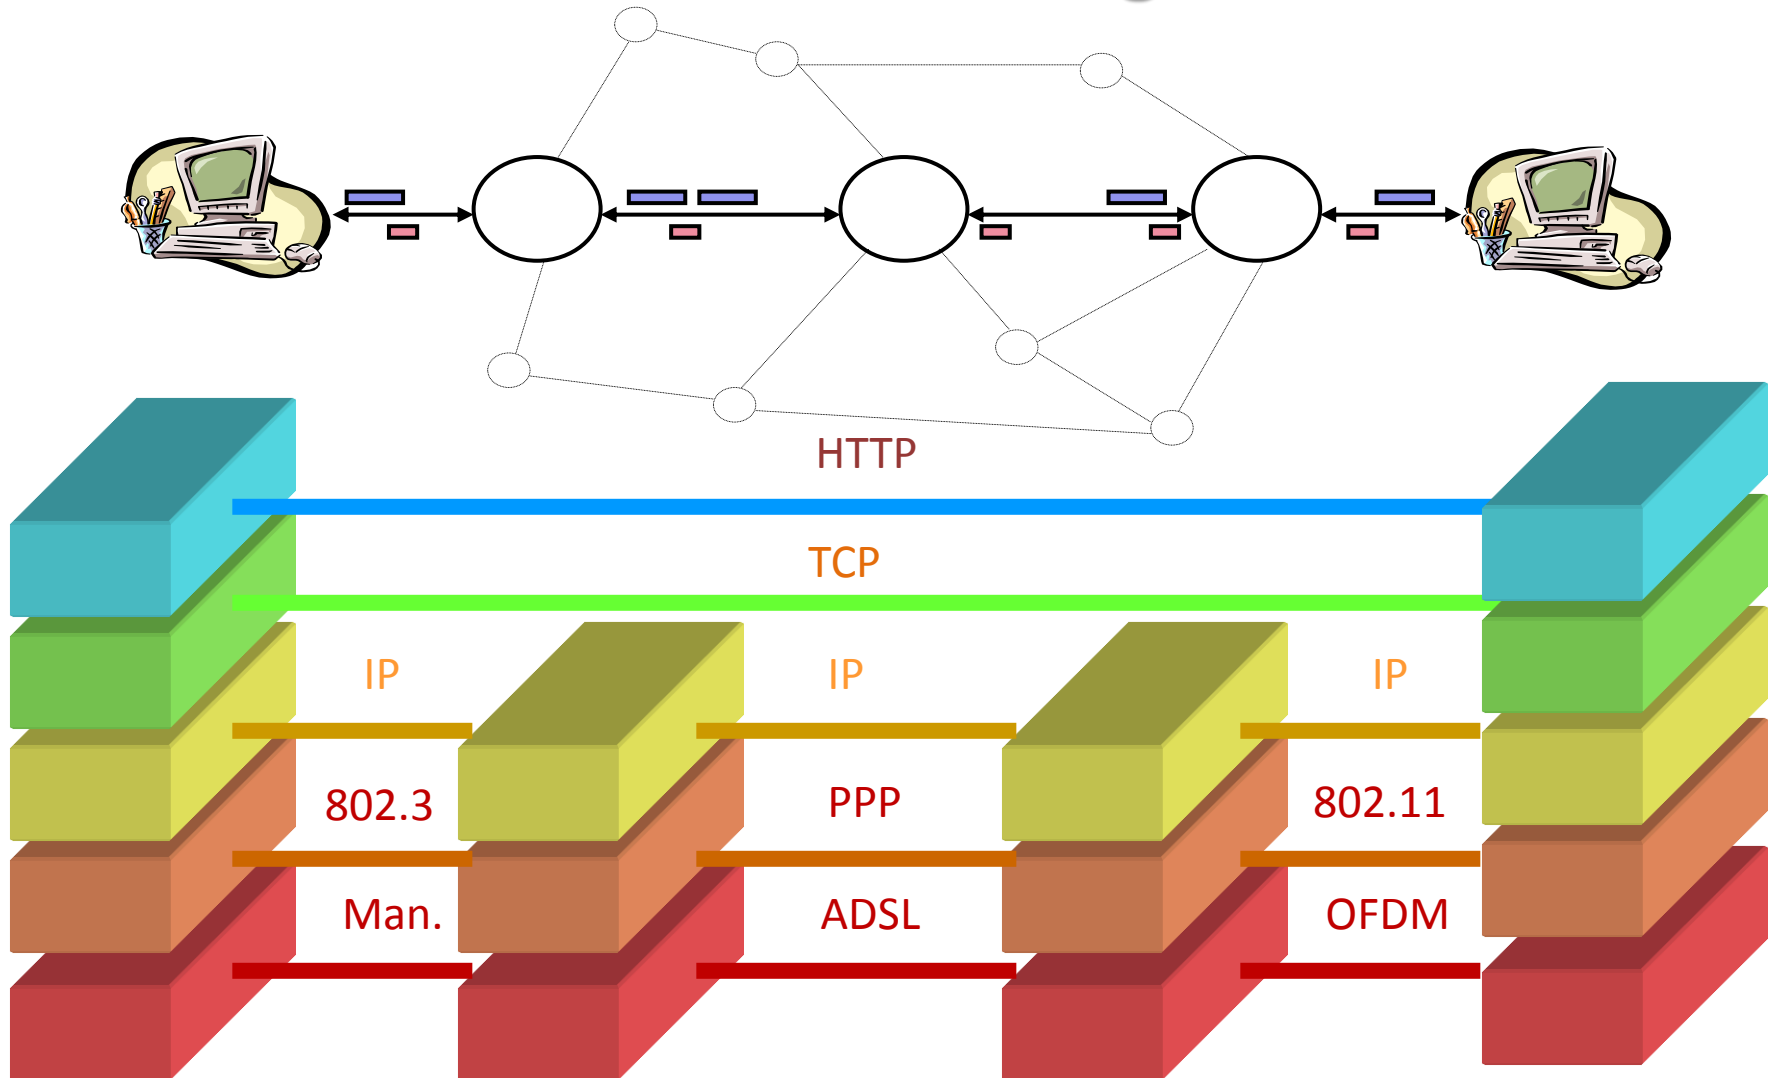 HTTP
TCP
IP IP IP
802.3 PPP 802.11
Man. ADSL OFDM